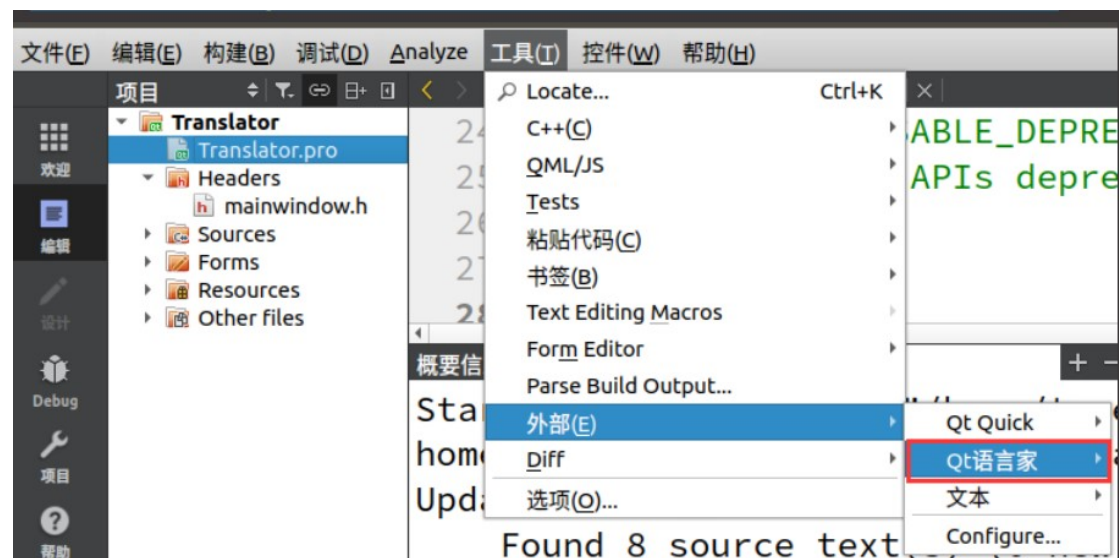 文件(F) 编辑(E) 构建(B) 调试(D) Analyze 工具(T) 控件(W) 帮助(H)
项目
欢迎
编辑
设计
Debug
项目
帮助
Translator
Translator.pro
Headers
mainwindow.h
Sources
Forms
Resources
Other files
Locate... Ctrl+K
C++(C)
QML/JS
Tests
粘贴代码(C)
书签(B)
Text Editing Macros
Form Editor
Parse Build Output...
外部(E)
Diff
选项(O)...
Qt Quick
Qt语言家
文本
Configure...
24
25
26
27
28
ABLE_DEPRE
APIs depre
概要信
Sta
home
Upda
Found 8 source text(s)